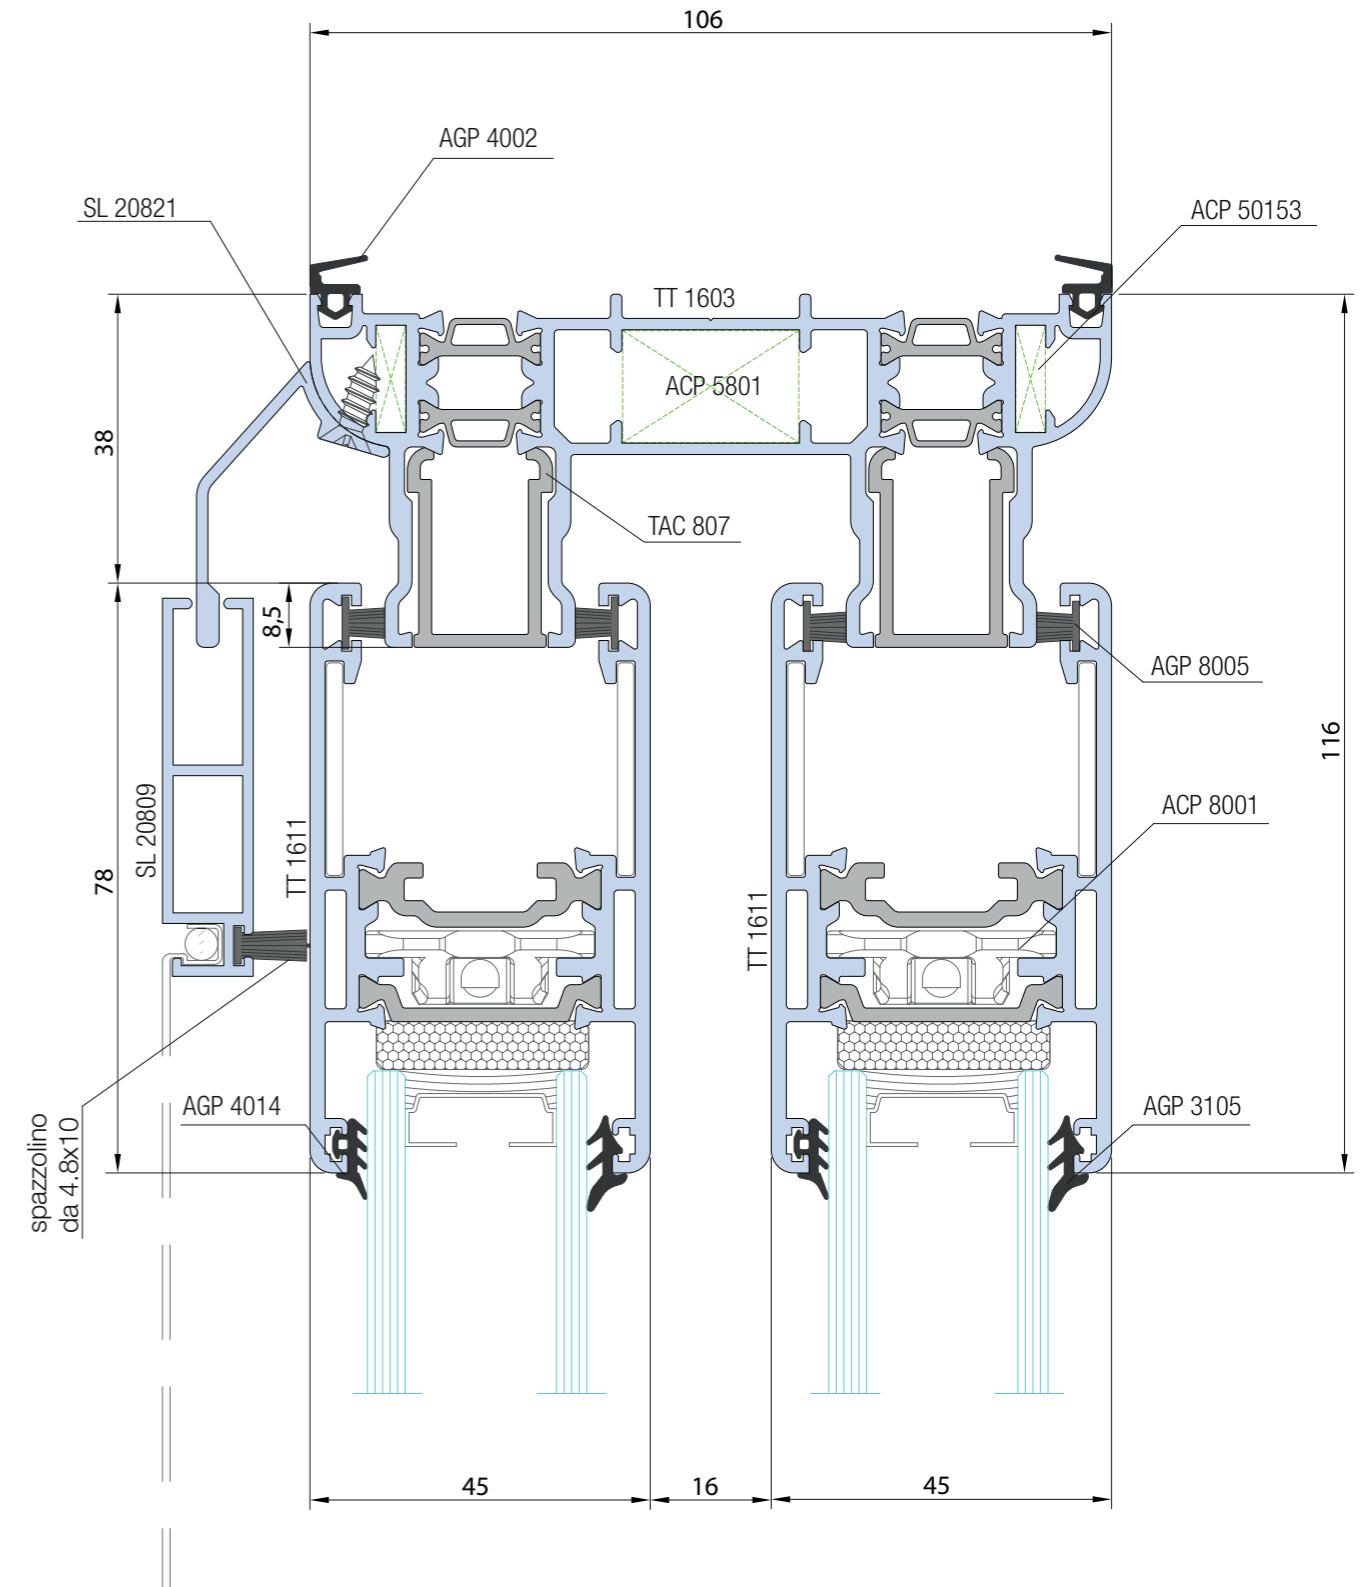 106
AGP 4002
SL 20821
ACP 50153
TT 1603
ACP 5801
38
TAC 807
8,5
AGP 8005
116
SL 20809
TT 1611
78
ACP 8001
TT 1611
spazzolino
da 4.8x10
AGP 4014
AGP 3105
45
16
45